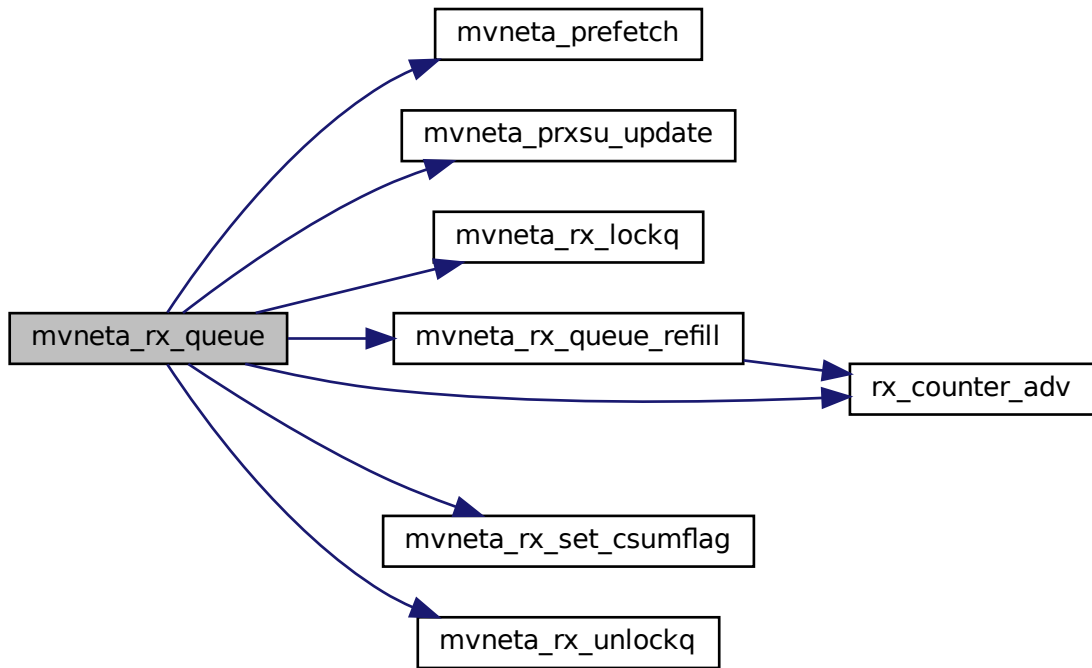 mvneta_prefetch
mvneta_prxsu_update
mvneta_rx_lockq
mvneta_rx_queue
mvneta_rx_queue_refill
rx_counter_adv
mvneta_rx_set_csumflag
mvneta_rx_unlockq